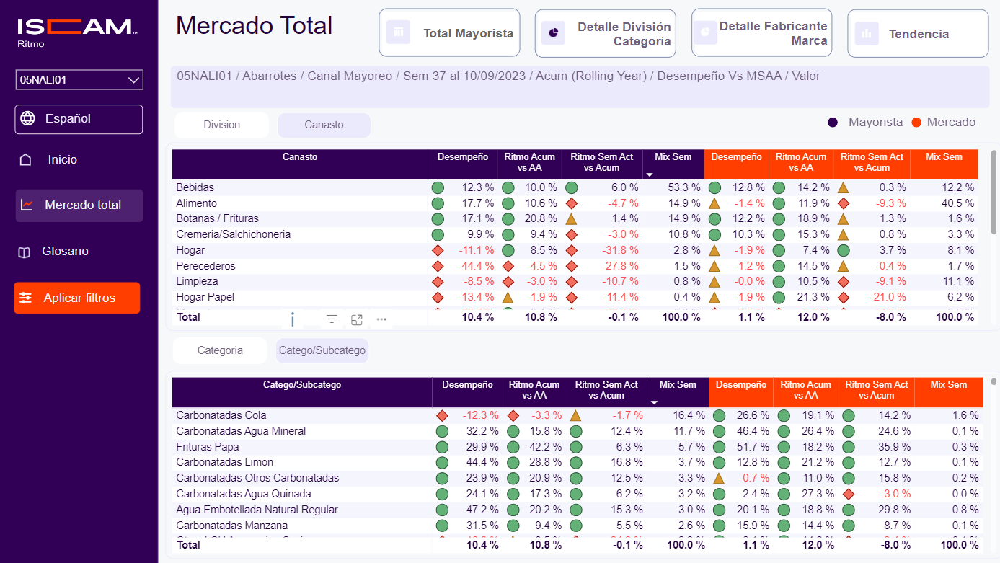 ISCAM™
Ritmo
05NALI01
Español
Inicio
Mercado total
Glosario
Aplicar filtros
Mercado Total
Total Mayorista
Detalle División
Categoría
Detalle Fabricante
Marca
Tendencia
05NALI01 / Abarrotes / Canal Mayoreo / Sem 37 al 10/09/2023 / Acum (Rolling Year) / Desempeño Vs MSAA / Valor
Division Canasto
Mayorista Mercado
Canasto Desempeño Ritmo Acum vs AA Ritmo Sem Act vs Acum Mix Sem Desempeño Ritmo Acum vs AA Ritmo Sem Act vs Acum Mix Sem
Bebidas 12.3 % 10.0 % 6.0 % 53.3 % 12.8 % 14.2 % 0.3 % 12.2 %
Alimento 17.7 % 10.6 % -4.7 % 14.9 % -1.4 % 11.9 % -9.3 % 40.5 %
Botanas / Frituras 17.1 % 20.8 % 1.4 % 14.9 % 12.2 % 18.9 % 1.3 % 1.6 %
Cremeria/Salchichoneria 9.9 % 9.4 % -3.0 % 10.8 % 10.3 % 15.3 % 0.8 % 3.3 %
Hogar -11.1 % 8.5 % -31.8 % 2.8 % -1.9 % 7.4 % 3.7 % 8.1 %
Perecederos -44.4 % -4.5 % -27.8 % 1.5 % -1.2 % 14.5 % -0.4 % 1.7 %
Limpieza -8.5 % -3.0 % -10.7 % 0.8 % -0.0 % 10.5 % -9.1 % 11.1 %
Hogar Papel -13.4 % -1.9 % -11.4 % 0.4 % -1.9 % 21.3 % -21.0 % 6.2 %
Total 10.4 % 10.8 % -0.1 % 100.0 % 1.1 % 12.0 % -8.0 % 100.0 %
Categoria Catego/Subcatego
Catego/Subcatego Desempeño Ritmo Acum vs AA Ritmo Sem Act vs Acum Mix Sem Desempeño Ritmo Acum vs AA Ritmo Sem Act vs Acum Mix Sem
Carbonatadas Cola -12.3 % -3.3 % -1.7 % 16.4 % 26.6 % 19.1 % 14.2 % 1.6 %
Carbonatadas Agua Mineral 32.2 % 15.8 % 12.4 % 11.7 % 46.4 % 26.4 % 24.6 % 0.1 %
Frituras Papa 29.9 % 42.2 % 6.3 % 5.7 % 51.7 % 18.2 % 35.9 % 0.3 %
Carbonatadas Limon 44.4 % 28.8 % 16.8 % 3.7 % 12.8 % 21.2 % 12.7 % 0.1 %
Carbonatadas Otros Carbonatadas 23.9 % 20.9 % 12.5 % 3.3 % -0.7 % 11.0 % 15.8 % 0.2 %
Carbonatadas Agua Quinada 24.1 % 17.3 % 6.2 % 3.2 % 2.4 % 27.3 % -3.0 % 0.0 %
Agua Embotellada Natural Regular 47.2 % 20.2 % 15.3 % 3.0 % 20.1 % 18.8 % 29.8 % 0.8 %
Carbonatadas Manzana 31.5 % 9.4 % 5.5 % 2.6 % 15.9 % 14.4 % 8.7 % 0.1 %
Total 10.4 % 10.8 % -0.1 % 100.0 % 1.1 % 12.0 % -8.0 % 100.0 %